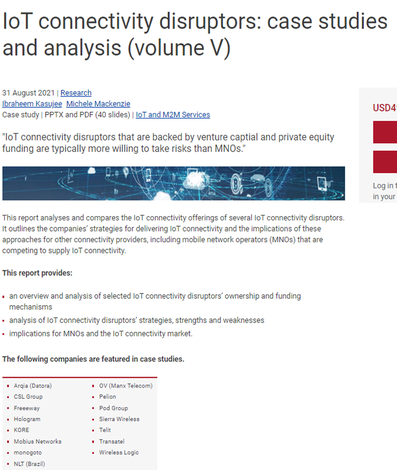 IoT connectivity disruptors: case studies
and analysis (volume V)
31 August 2021 | Research
Ibraheem Kasujee Michele Mackenzie
Case study | PPTX and PDF (40 slides) | IoT and M2M Services
USD4
"IoT connectivity disruptors that are backed by venture captial and private equity
funding are typically more willing to take risks than MNOs."
Log in f
in your
This report analyses and compares the IoT connectivity offerings of several IoT connectivity disruptors.
It outlines the companies' strategies for delivering IoT connectivity and the implications of these
approaches for other connectivity providers, including mobile network operators (MNOs) that are
competing to supply IoT connectivity.
This report provides:
an overview and analysis of selected IoT connectivity disruptors' ownership and funding
mechanisms
analysis of IoT connectivity disruptors' strategies, strengths and weaknesses
implications for MNOs and the IoT connectivity market.
The following companies are featured in case studies.
Arqia (Datora)
CSL Group
Freeeway
Hologram
KORE
Mobius Networks
monogoto
NLT (Brazil)
OV (Manx Telecom)
Pelion
Pod Group
Sierra Wireless
Telit
Transatel
Wireless Logic